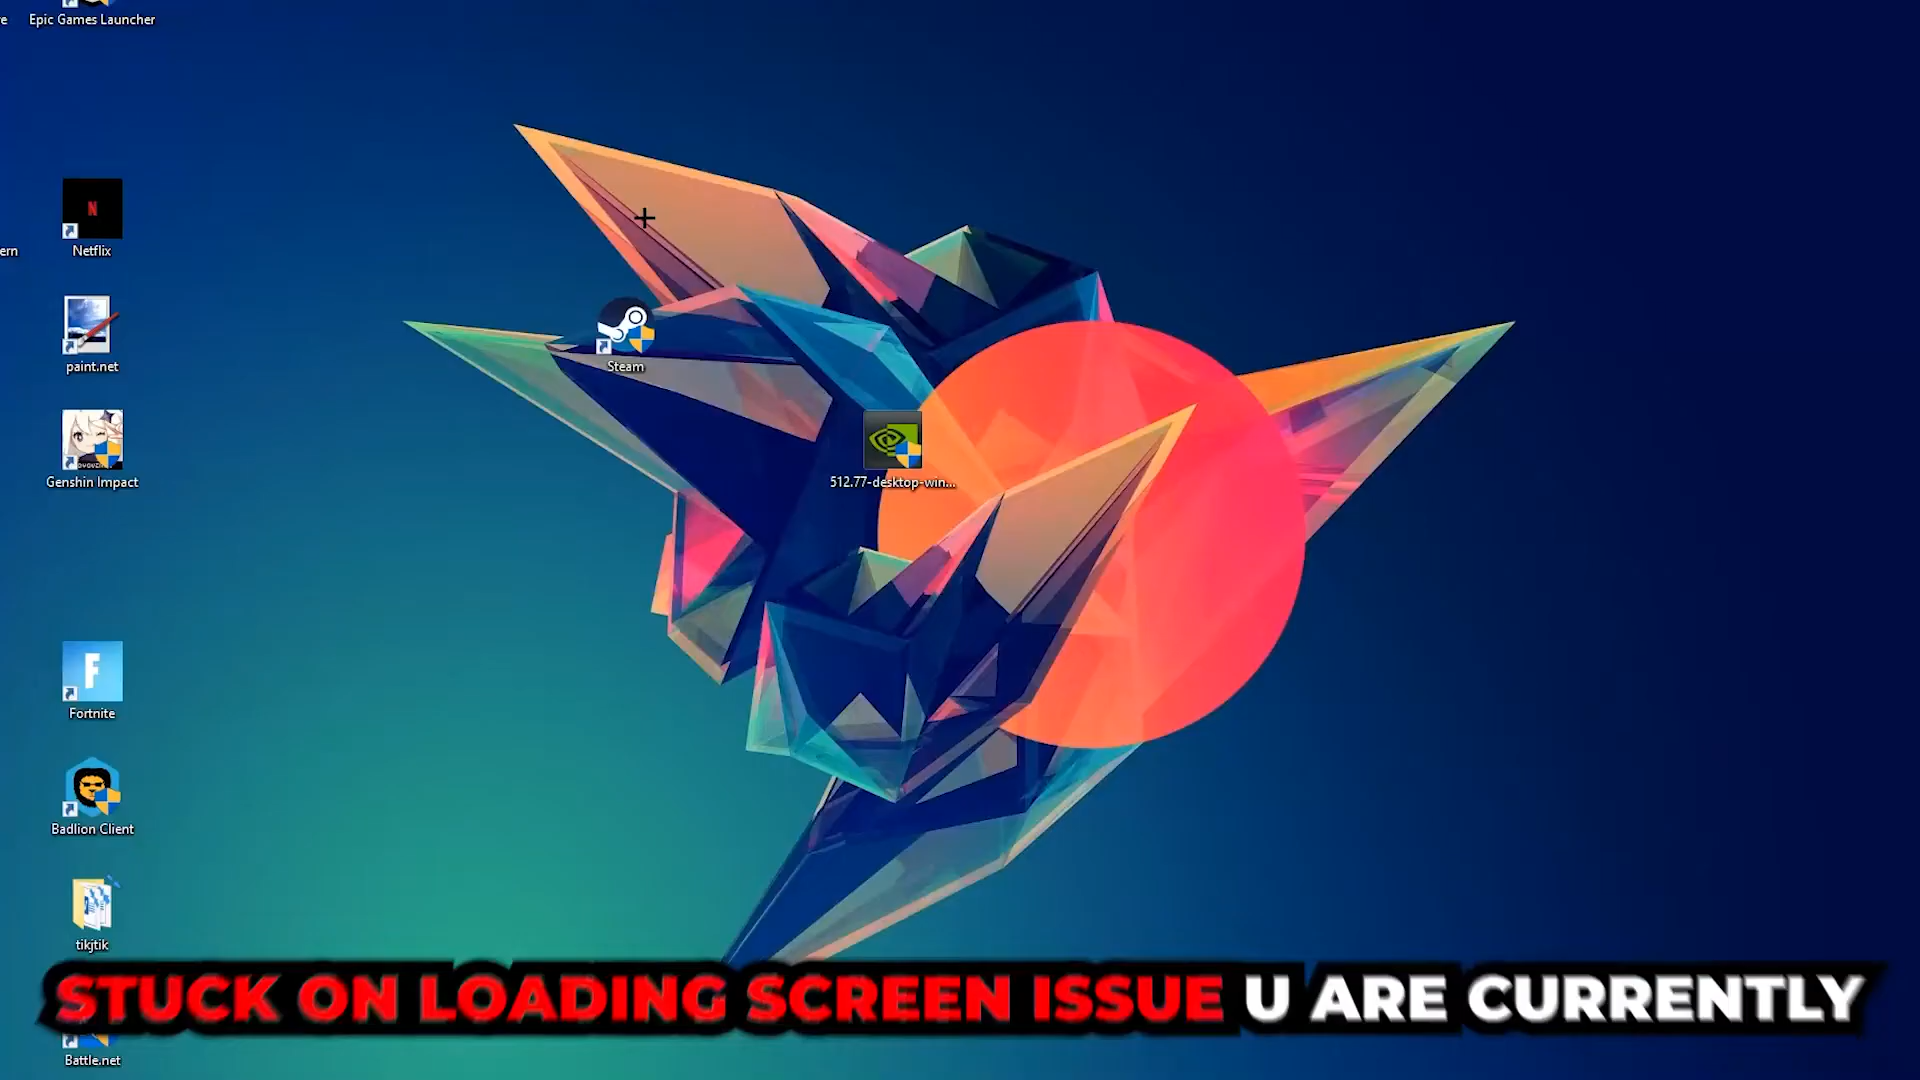 Epic Games Launcher
Netflix
ern
paint.net
Steam
Genshin Impact
512.77-desktop-win...
F
Fortnite
Badlion Client
tikjtik
STUCK ON LOADING SCREEN ISSUE U ARE CURRENTLY
Battle.net